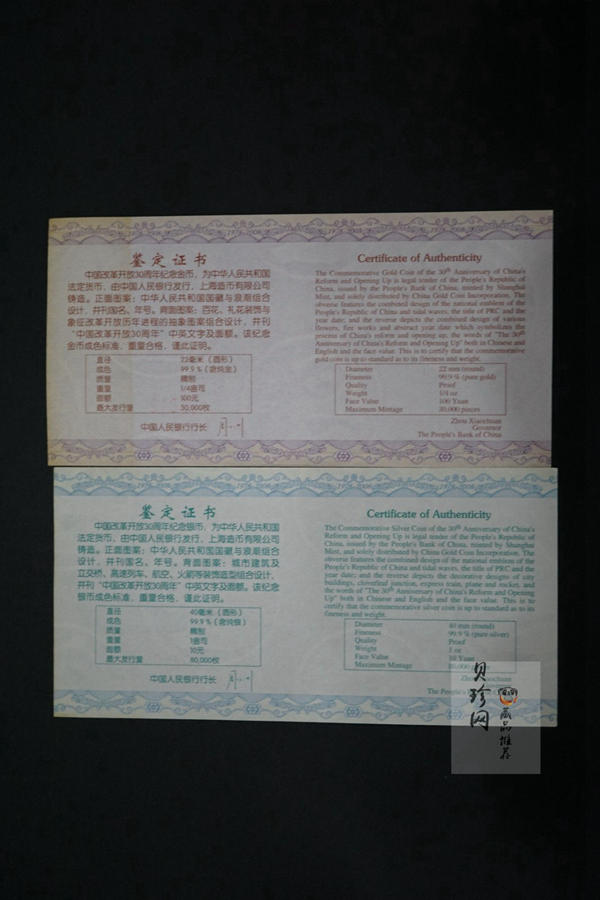 鉴定证书
中国改革开放30周年纪念金币，为中华人民共和国
法定货币，由中国人民银行发行，上海造币有限公司
铸造。正面图案：中华人民共和国国徽与浪潮组合
设计，并刊国名、年号。背面图案：百花、礼花装饰与
象征改革开放历年进程的抽象图案组合设计，并刊
“中国改革开放30周年”中英文字及面额。该纪念
金币成色标准，重量合格，谨此证明。
直径 22毫米（圆形）
成色 99.9%（含纯金）
质量 精制
重量 1/4盎司
面额 100元
最大发行量 30,000枚
中国人民银行行长
Certificate of Authenticity
The Commemorative Gold Coin of the 30th Anniversary of China's
Reform and Opening Up is legal tender of the People's Republic of
China, issued by the People's Bank of China, minted by Shanghai
Mint, and solely distributed by China Gold Coin Incorporation. The
obverse features the combined design of the national emblem of the
People's Republic of China and tidal waves, the title of PRC and the
year date; and the reverse depicts the combined design of various
flowers, fire works and abstract year date which symbolizes the
process of China's reform and opening up, the words of "The 30th
Anniversary of China's Reform and Opening Up" both in Chinese and
English and the face value. This is to certify that the commemorative
gold coin is up to standard as to its fineness and weight.
Diameter 22 mm (round)
Fineness 99.9 % (pure gold)
Quality Proof
Weight 1/4 oz
Face Value 100 Yuan
Maximum Mintage 30,000 pieces
Zhou Xiaochuan
Governor
The People's Bank of China
鉴定证书
中国改革开放30周年纪念银币，为中华人民共和国
法定货币，由中国人民银行发行，上海造币有限公司
铸造。正面图案：中华人民共和国国徽与浪潮组合
设计，并刊国名、年号。背面图案：城市建筑及
立交桥、高速列车、航空、火箭等装饰造型组合设计，
并刊“中国改革开放30周年”中英文字及面额。该纪念
银币成色标准，重量合格，谨此证明。
直径 40毫米（圆形）
成色 99.9%（含纯银）
质量 精制
重量 1盎司
面额 10元
最大发行量 80,000枚
中国人民银行行长
Certificate of Authenticity
The Commemorative Silver Coin of the 30th Anniversary of China's
Reform and Opening Up is legal tender of the People's Republic of
China, issued by the People's Bank of China, minted by Shanghai
Mint, and solely distributed by China Gold Coin Incorporation. The
obverse features the combined design of the national emblem of the
People's Republic of China and tidal waves, the title of PRC and the
year date; and the reverse depicts the decorative designs of city
buildings, cloverleaf junction, express train, plane and rocket, and
the words of "The 30th Anniversary of China's Reform and Opening
Up" both in Chinese and English and the face value. This is to
certify that the commemorative silver coin is up to standard as to its
fineness and weight.
Diameter 40 mm (round)
Fineness 99.9 % (pure silver)
Quality Proof
Weight 1 oz
Face Value 10 Yuan
Maximum Mintage 80,000
The People's
贝珍网
藏品推荐